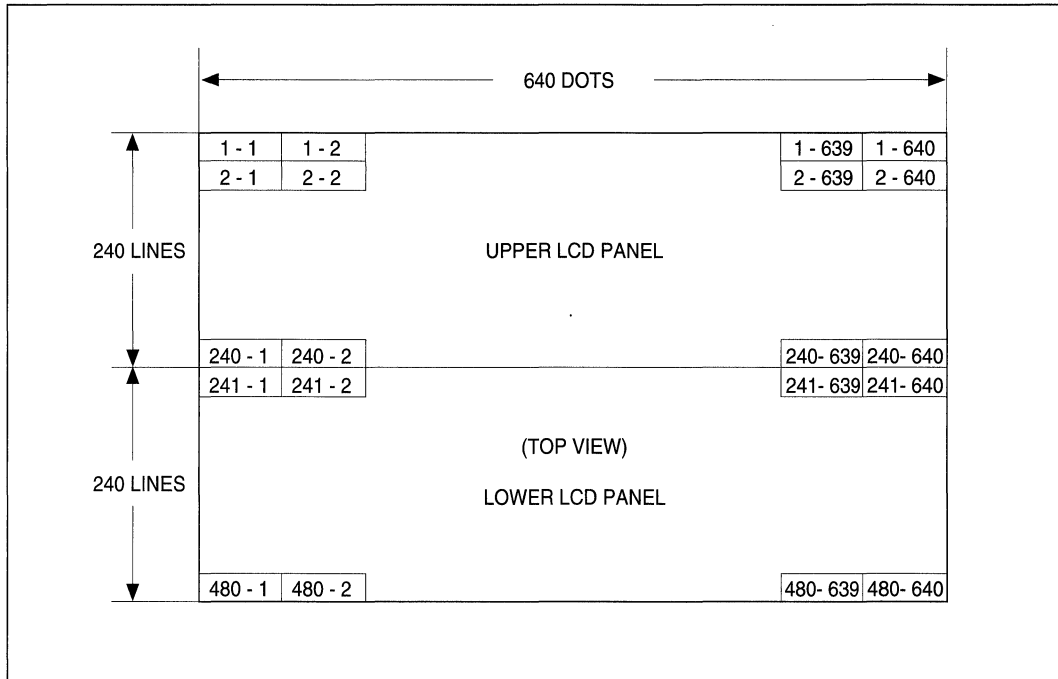 640 DOTS
1 - 1 1 - 2 1 - 639 1 - 640
2 - 1 2 - 2 2 - 639 2 - 640
240 LINES UPPER LCD PANEL
240 - 1 240 - 2 240- 639 240- 640
241 - 1 241 - 2 241- 639 241- 640
(TOP VIEW)
240 LINES
LOWER LCD PANEL
480 - 1 480 - 2 480- 639 480- 640